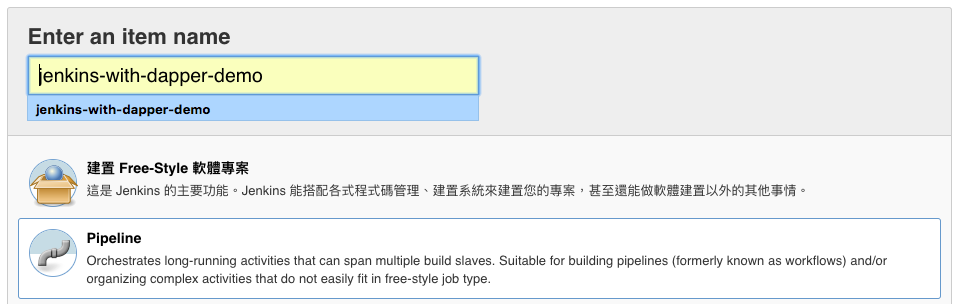 Enter an item name
jenkins-with-dapper-demo
jenkins-with-dapper-demo
建置 Free-Style 軟體專案
這是 Jenkins 的主要功能。Jenkins 能搭配各式程式碼管理、建置系統來建置您的專案，甚至還能做軟體建置以外的其他事情。
Pipeline
Orchestrates long-running activities that can span multiple build slaves. Suitable for building pipelines (formerly known as workflows) and/or
organizing complex activities that do not easily fit in free-style job type.